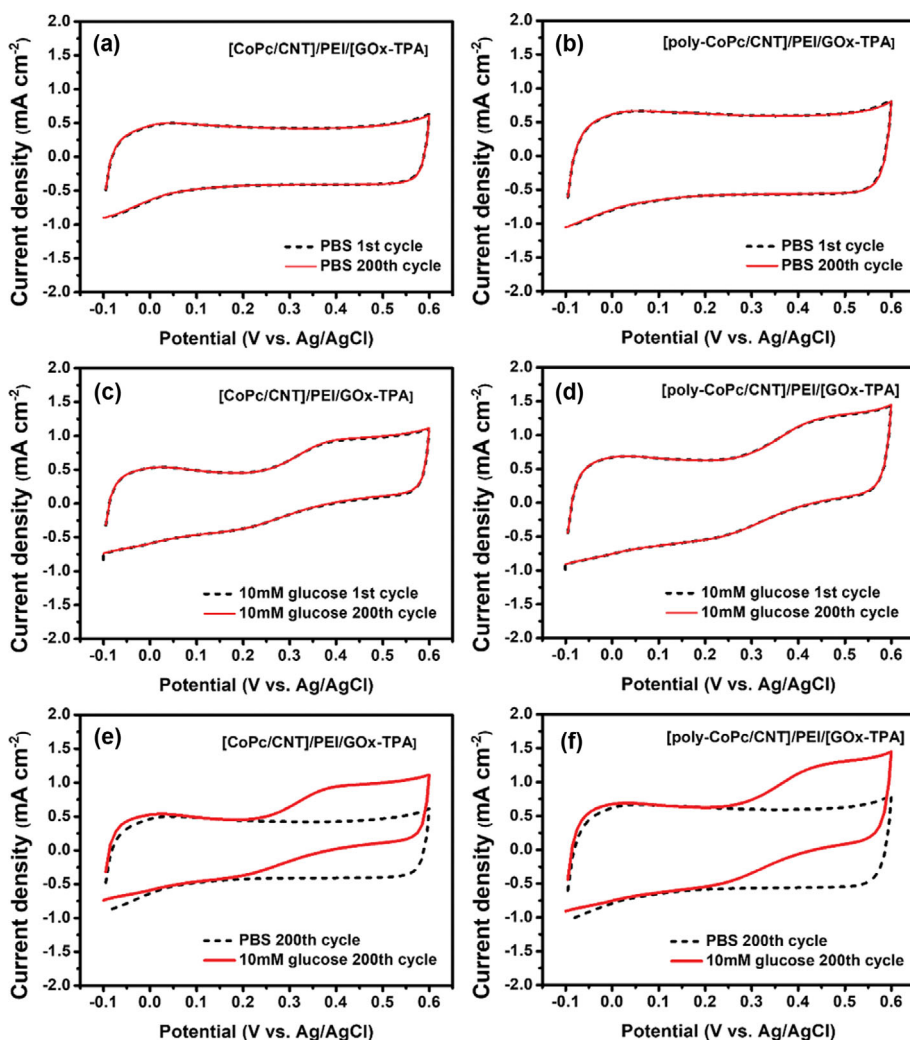 (a)
[CoPc/CNT]/PEI/[GOx-TPA]
Current density (mA cm-2)
2.0
1.5
1.0
0.5
0.0
-0.5
-1.0
-1.5
-2.0
PBS 1st cycle
PBS 200th cycle
-0.1 0.0 0.1 0.2 0.3 0.4 0.5 0.6
Potential (V vs. Ag/AgCl)
(b)
[poly-CoPc/CNT]/PEI/GOx-TPA]
Current density (mA cm-2)
2.0
1.5
1.0
0.5
0.0
-0.5
-1.0
-1.5
-2.0
PBS 1st cycle
PBS 200th cycle
-0.1 0.0 0.1 0.2 0.3 0.4 0.5 0.6
Potential (V vs. Ag/AgCl)
(c)
[CoPc/CNT]/PEI/GOx-TPA]
Current density (mA cm-2)
2.0
1.5
1.0
0.5
0.0
-0.5
-1.0
-1.5
-2.0
10mM glucose 1st cycle
10mM glucose 200th cycle
-0.1 0.0 0.1 0.2 0.3 0.4 0.5 0.6
Potential (V vs. Ag/AgCl)
(d)
[poly-CoPc/CNT]/PEI/[GOx-TPA]
Current density (mA cm-2)
2.0
1.5
1.0
0.5
0.0
-0.5
-1.0
-1.5
-2.0
10mM glucose 1st cycle
10mM glucose 200th cycle
-0.1 0.0 0.1 0.2 0.3 0.4 0.5 0.6
Potential (V vs. Ag/AgCl)
(e)
[CoPc/CNT]/PEI/GOx-TPA]
Current density (mA cm-2)
2.0
1.5
1.0
0.5
0.0
-0.5
-1.0
-1.5
-2.0
PBS 200th cycle
10mM glucose 200th cycle
-0.1 0.0 0.1 0.2 0.3 0.4 0.5 0.6
Potential (V vs. Ag/AgCl)
(f)
[poly-CoPc/CNT]/PEI/[GOx-TPA]
Current density (mA cm-2)
2.0
1.5
1.0
0.5
0.0
-0.5
-1.0
-1.5
-2.0
PBS 200th cycle
10mM glucose 200th cycle
-0.1 0.0 0.1 0.2 0.3 0.4 0.5 0.6
Potential (V vs. Ag/AgCl)